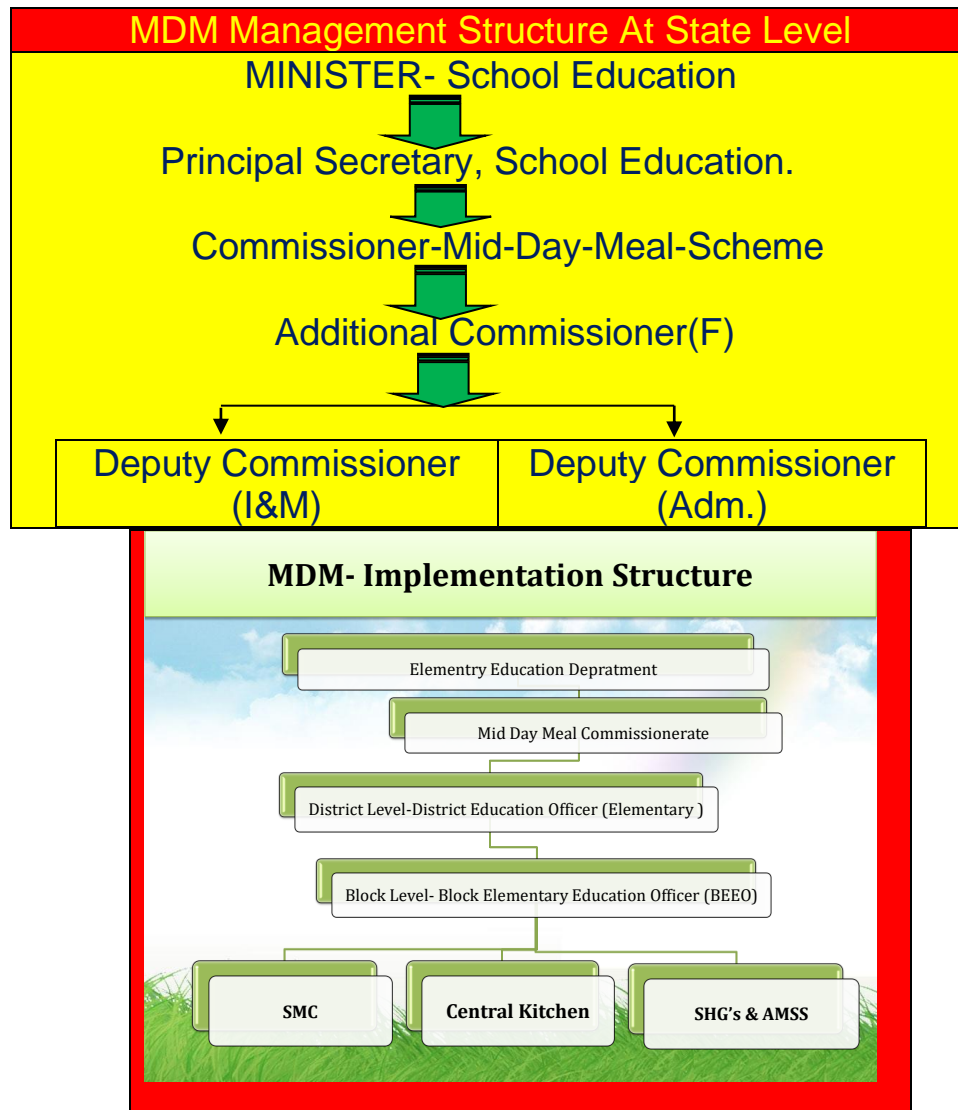 MDM Management Structure At State Level
MINISTER- School Education
Principal Secretary, School Education.
Commissioner-Mid-Day-Meal-Scheme
Additional Commissioner(F)
Deputy Commissioner
(I&M)
Deputy Commissioner
(Adm.)
MDM- Implementation Structure
Elementry Education Depratment
Mid Day Meal Commissionerate
District Level-District Education Officer (Elementary )
Block Level- Block Elementary Education Officer (BEEO)
SMC
Central Kitchen
SHG's & AMSS